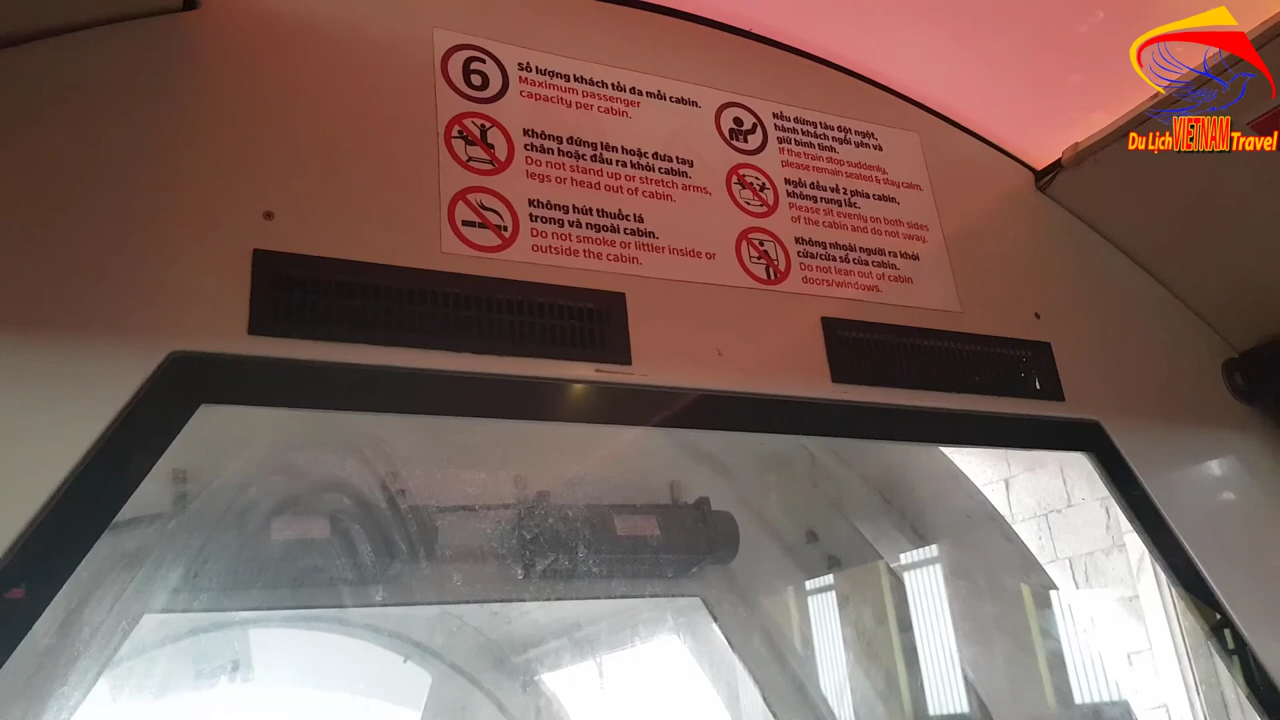 6
Số lượng khách tối đa mỗi cabin.
Maximum passenger
capacity per cabin.
Không đứng lên hoặc đưa tay
chân hoặc đầu ra khỏi cabin.
Do not stand up or stretch arms,
legs or head out of cabin.
Không hút thuốc lá
trong và ngoài cabin.
Do not smoke or littler inside or
outside the cabin.
Nếu dừng tàu đột ngột,
hành khách ngồi yên và
giữ bình tĩnh.
If the train stop suddenly,
please remain seated & stay calm.
Ngồi đều về 2 phía cabin,
không rung lắc.
Please sit evenly on both sides
of the cabin and do not sway.
Không nhoài người ra khỏi
cửa/cửa sổ của cabin.
Do not lean out of cabin
doors/windows.
Du Lịch VIETNAM Travel